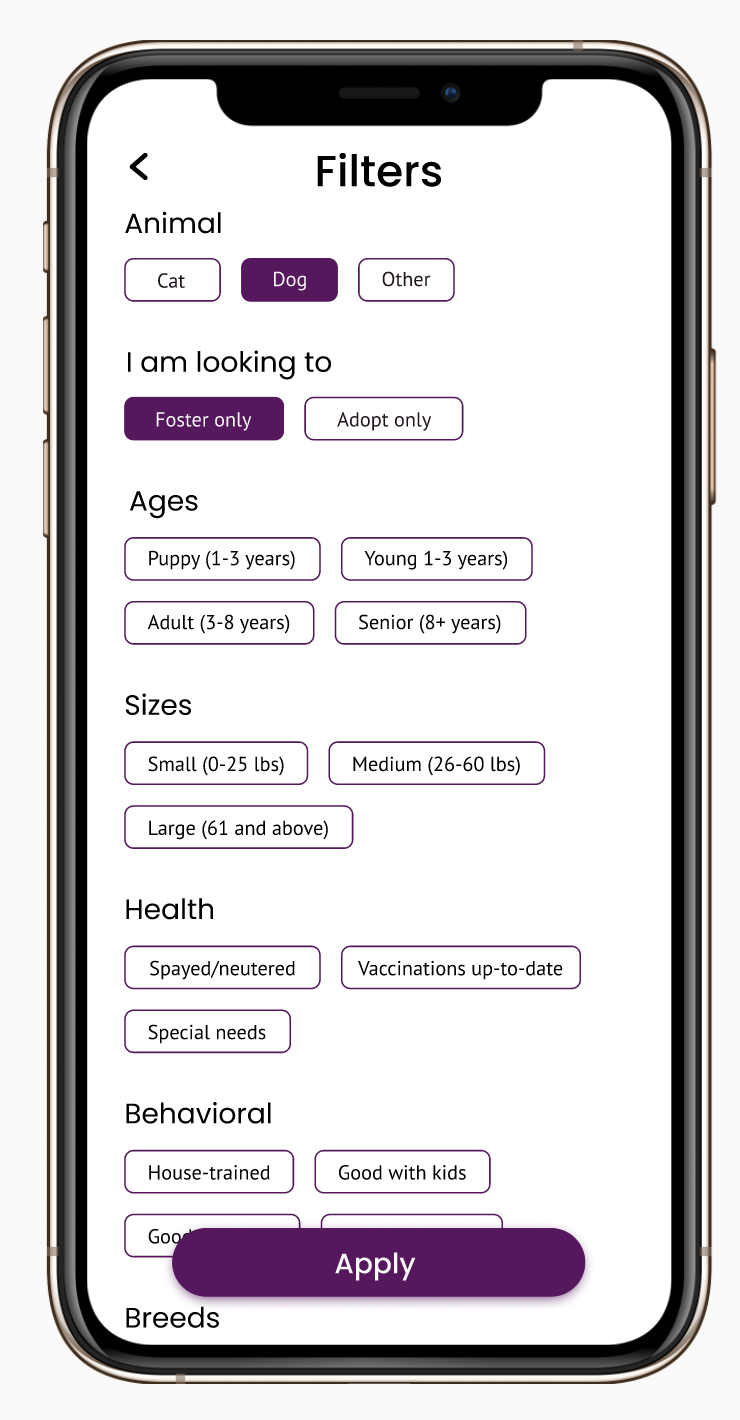 Filters
Animal
Cat Dog Other
I am looking to
Foster only Adopt only
Ages
Puppy (1-3 years) Young 1-3 years)
Adult (3-8 years) Senior (8+ years)
Sizes
Small (0-25 lbs) Medium (26-60 lbs)
Large (61 and above)
Health
Spayed/neutered Vaccinations up-to-date
Special needs
Behavioral
House-trained Good with kids
Apply
Breeds